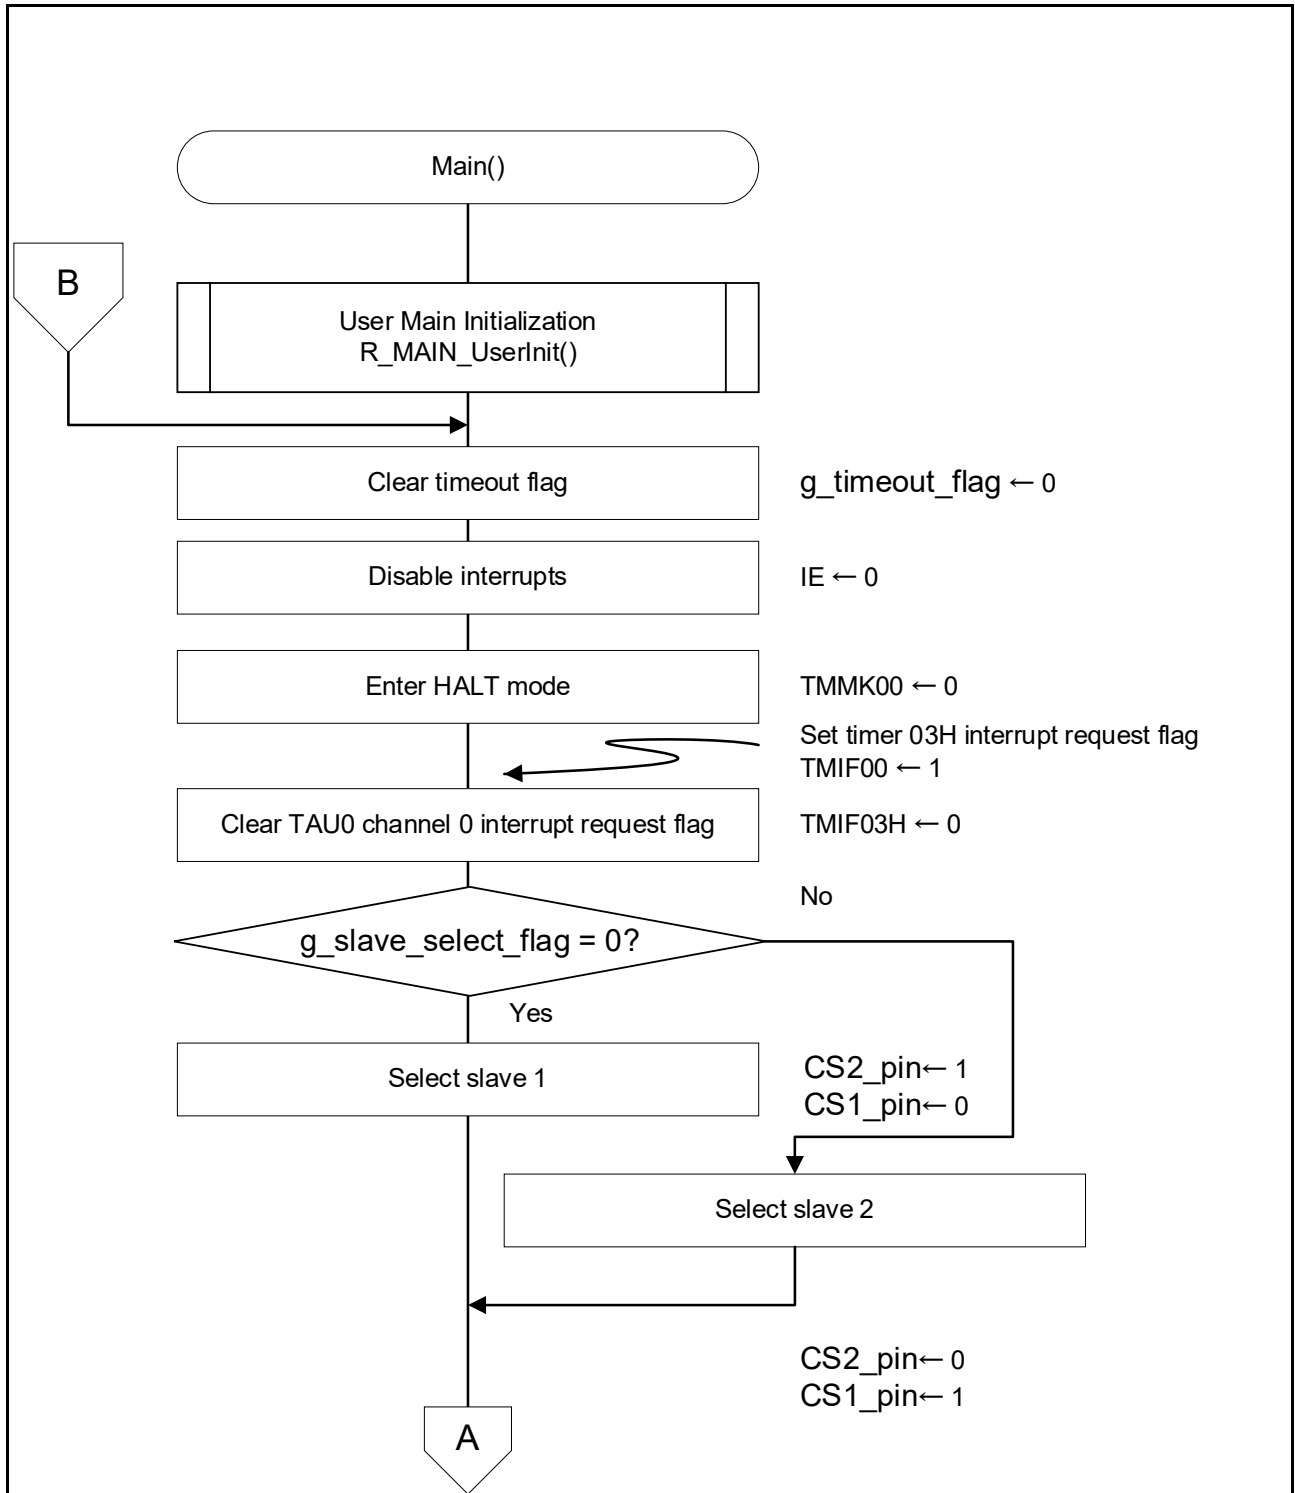 Main()
B
User Main Initialization
R_MAIN_UserInit()
Clear timeout flag
g_timeout_flag ← 0
Disable interrupts
IE ← 0
Enter HALT mode
TMMK00 ← 0
Set timer 03H interrupt request flag
TMIF00 ← 1
Clear TAU0 channel 0 interrupt request flag
TMIF03H ← 0
No
g_slave_select_flag = 0?
Yes
Select slave 1
CS2_pin← 1
CS1_pin← 0
Select slave 2
CS2_pin← 0
CS1_pin← 1
A